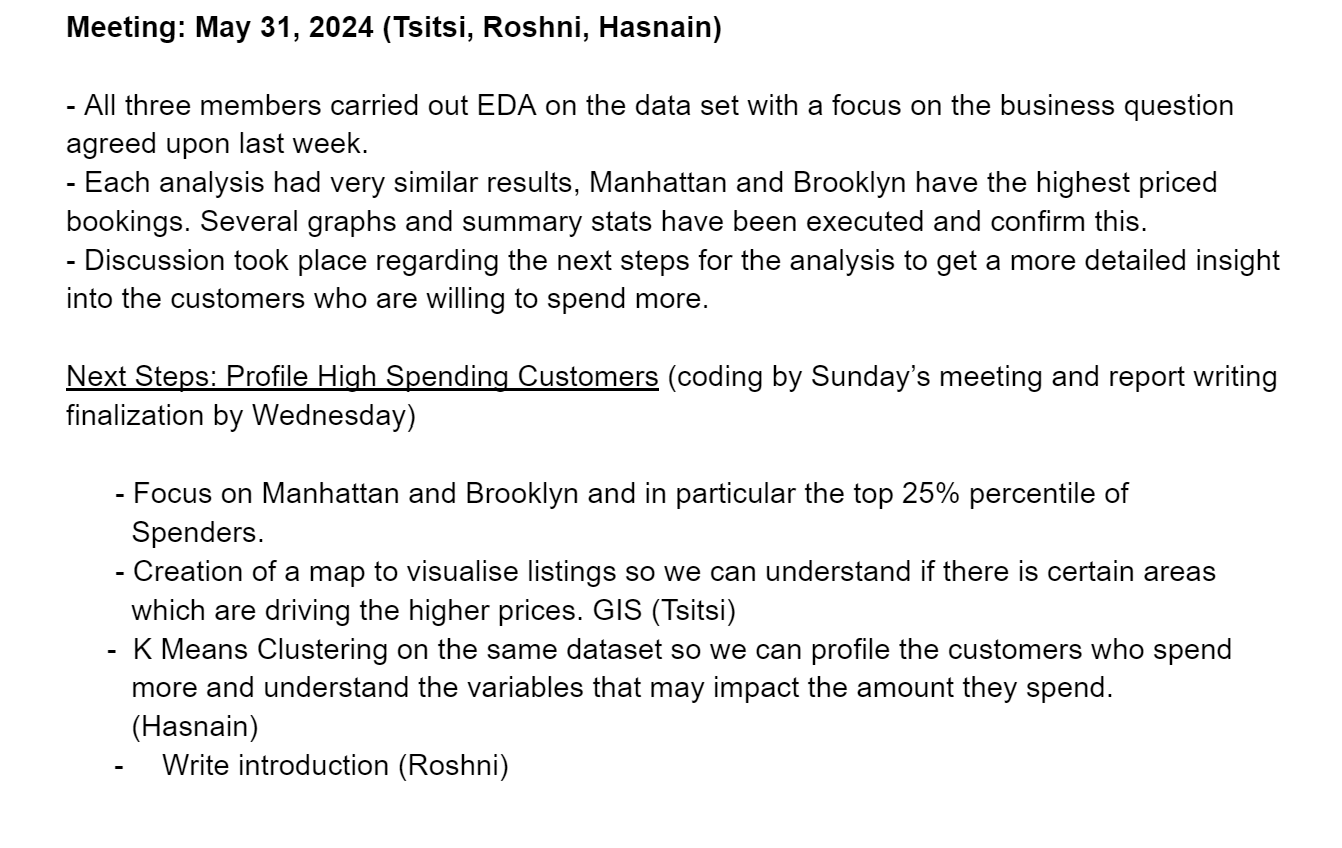 Meeting: May 31, 2024 (Tsitsi, Roshni, Hasnain)
- All three members carried out EDA on the data set with a focus on the business question
agreed upon last week.
- Each analysis had very similar results, Manhattan and Brooklyn have the highest priced
bookings. Several graphs and summary stats have been executed and confirm this.
- Discussion took place regarding the next steps for the analysis to get a more detailed insight
into the customers who are willing to spend more.
Next Steps: Profile High Spending Customers (coding by Sunday’s meeting and report writing
finalization by Wednesday)
- Focus on Manhattan and Brooklyn and in particular the top 25% percentile of
Spenders.
- Creation of a map to visualise listings so we can understand if there is certain areas
which are driving the higher prices. GIS (Tsitsi)
- K Means Clustering on the same dataset so we can profile the customers who spend
more and understand the variables that may impact the amount they spend.
(Hasnain)
- Write introduction (Roshni)